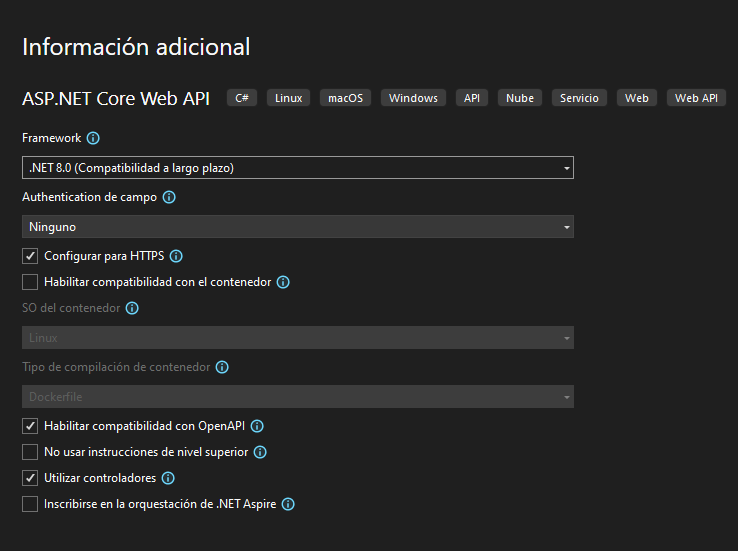 Información adicional
ASP.NET Core Web API C# Linux macOS Windows API Nube Servicio Web Web API
Framework
.NET 8.0 (Compatibilidad a largo plazo)
Authentication de campo
Ninguno
Configurar para HTTPS
Habilitar compatibilidad con el contenedor
SO del contenedor
Linux
Tipo de compilación de contenedor
Dockerfile
Habilitar compatibilidad con OpenAPI
No usar instrucciones de nivel superior
Utilizar controladores
Inscribirse en la orquestación de .NET Aspire